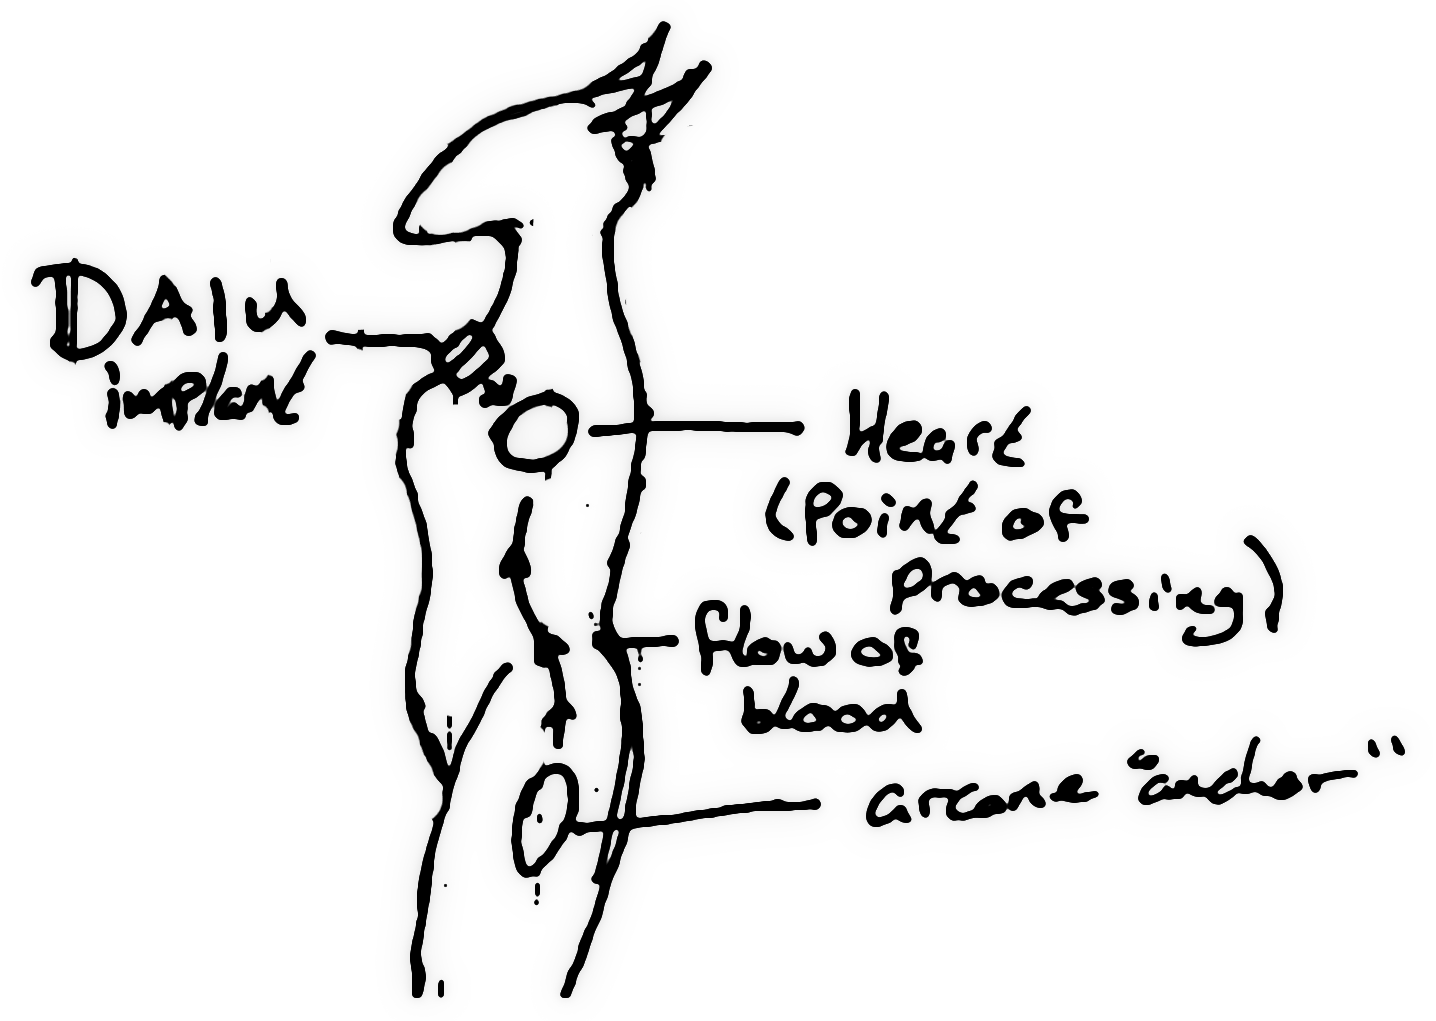 DAIU
implant
Heart
(Point of
processing)
flow of
blood
arcane "anchor"